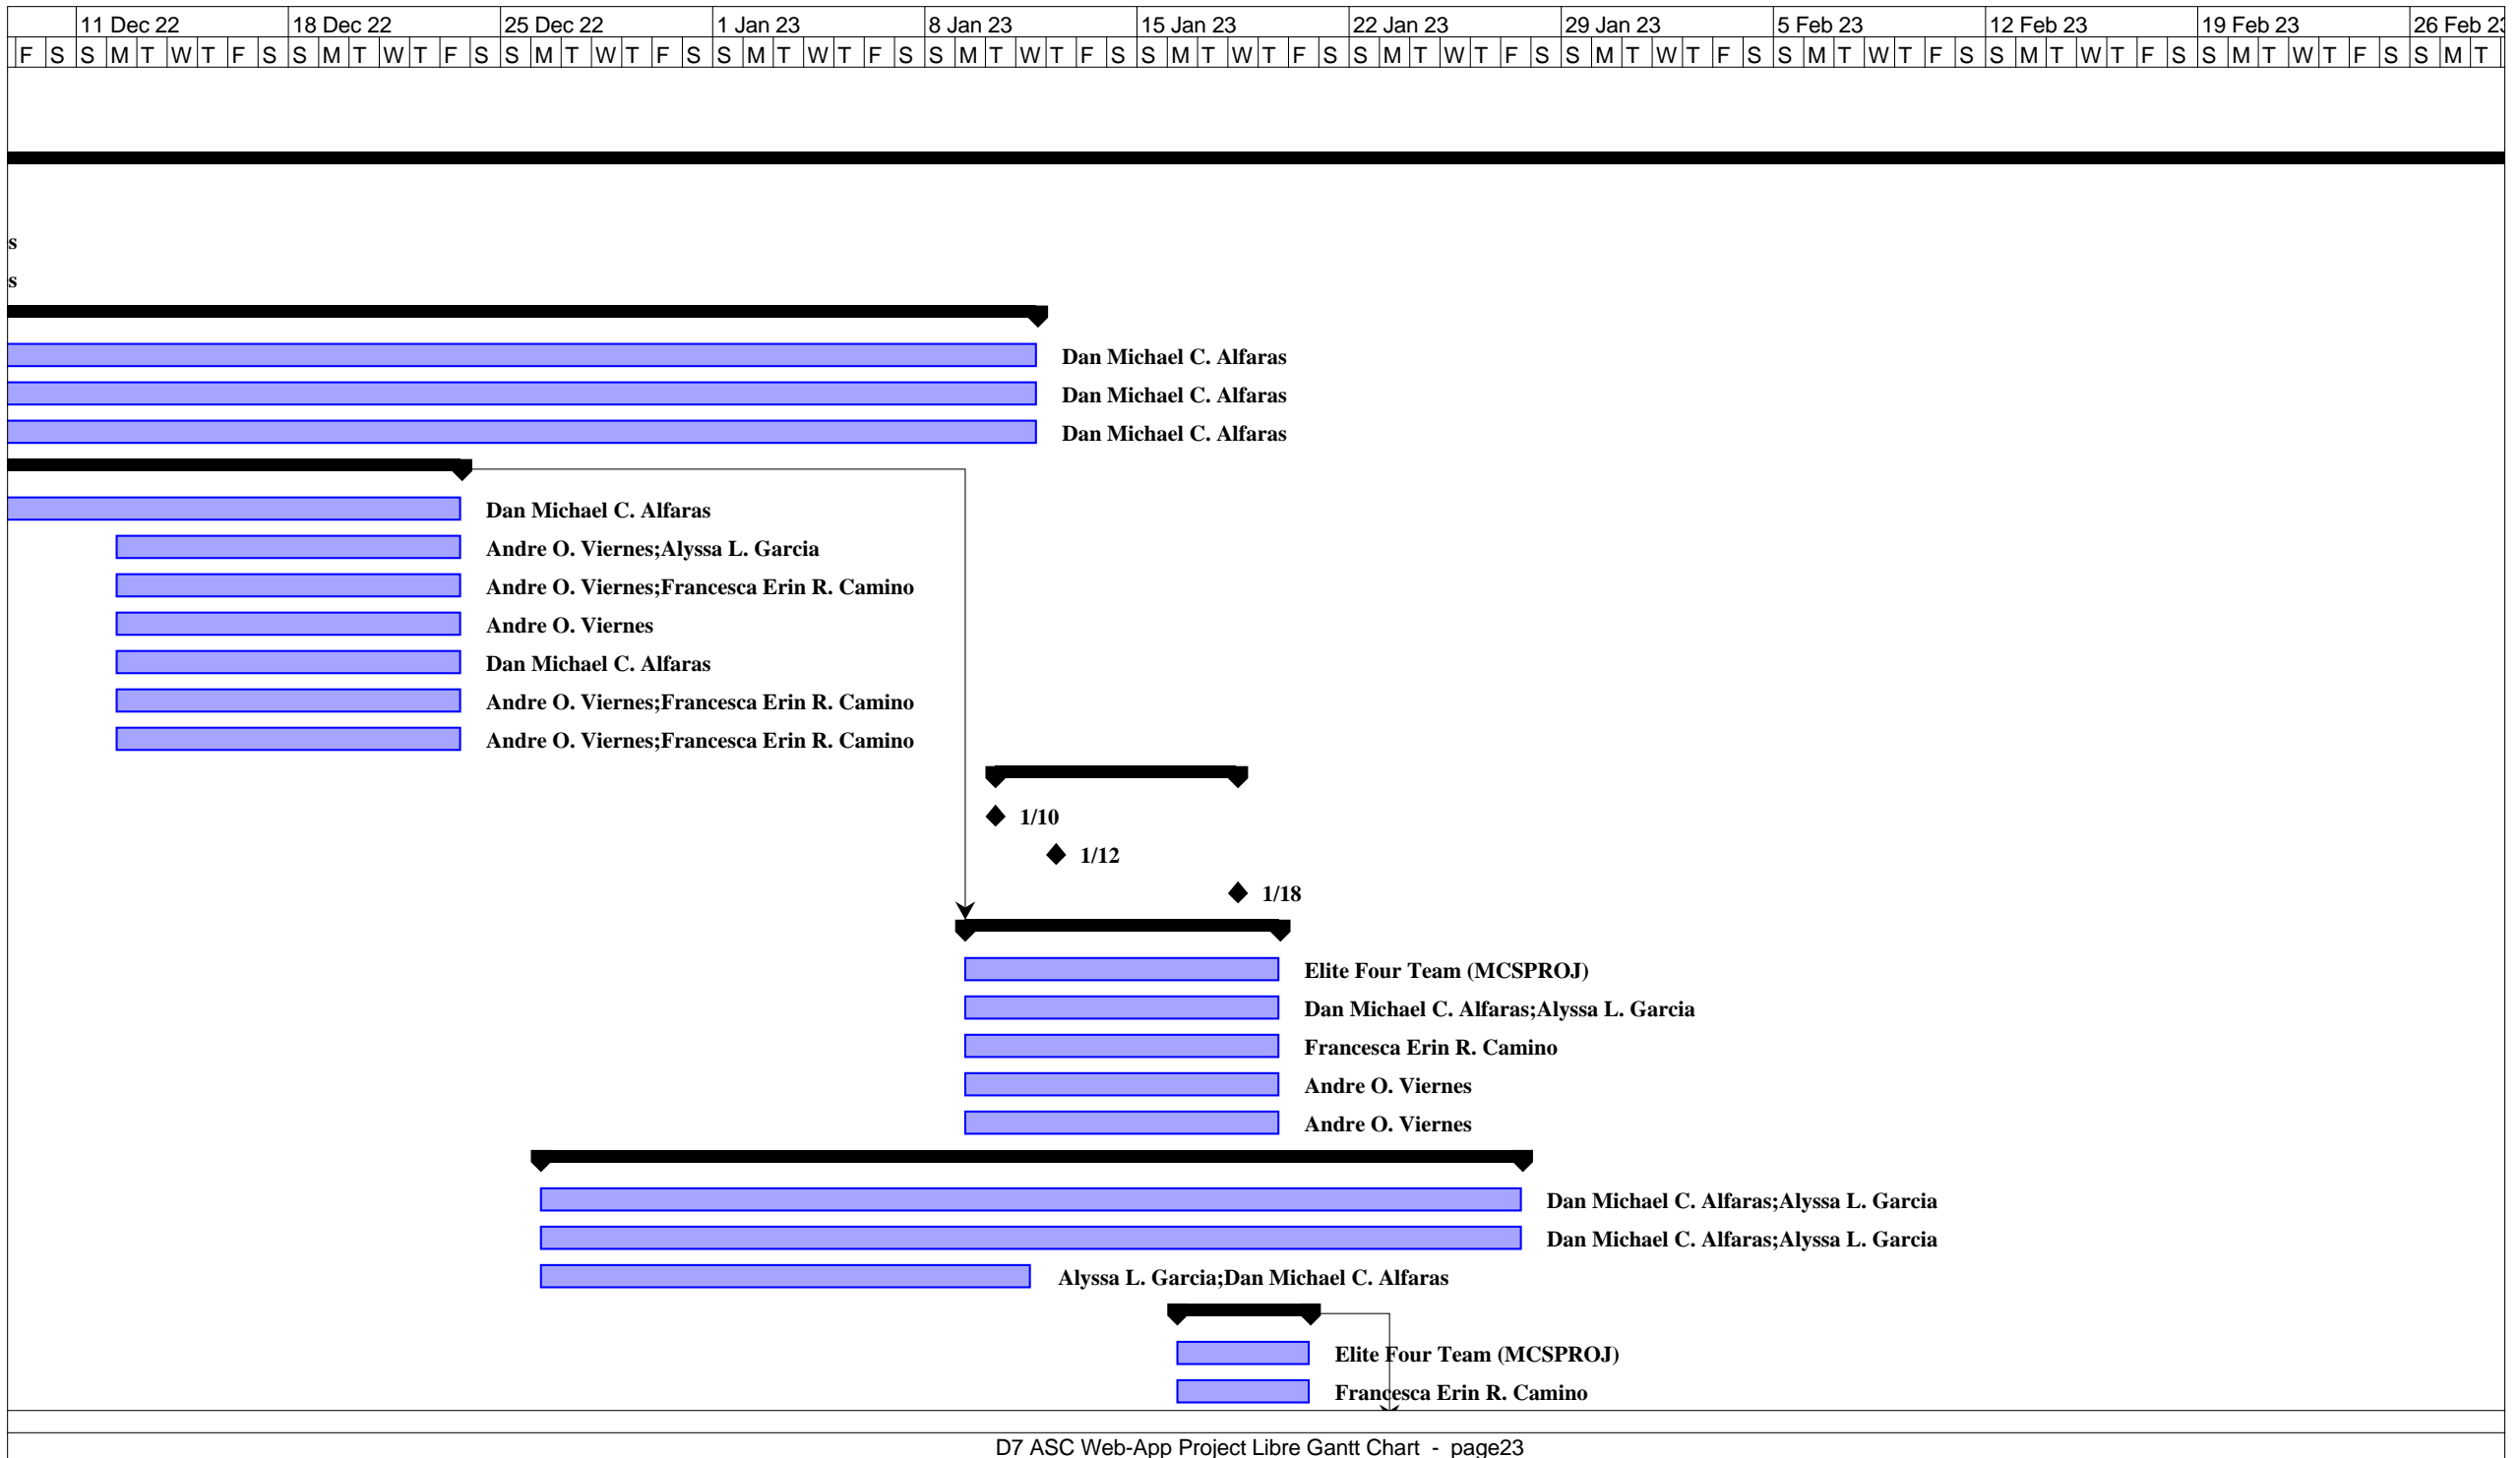 11 Dec 22 18 Dec 22 25 Dec 22 1 Jan 23 8 Jan 23 15 Jan 23 22 Jan 23 29 Jan 23 5 Feb 23 12 Feb 23 19 Feb 23 26 Feb 23
F S S M T W T F S S M T W T F S S M T W T F S S M T W T F S S M T W T F S S M T W T F S S M T W T F S S M T W T F S S M T W T F S S M T W T F S S M T W T F S S M T
s
s
Dan Michael C. Alfaras
Dan Michael C. Alfaras
Dan Michael C. Alfaras
Dan Michael C. Alfaras
Andre O. Viernes;Alyssa L. Garcia
Andre O. Viernes;Francesca Erin R. Camino
Andre O. Viernes
Dan Michael C. Alfaras
Andre O. Viernes;Francesca Erin R. Camino
Andre O. Viernes;Francesca Erin R. Camino
1/10
1/12
1/18
Elite Four Team (MCSPROJ)
Dan Michael C. Alfaras;Alyssa L. Garcia
Francesca Erin R. Camino
Andre O. Viernes
Andre O. Viernes
Dan Michael C. Alfaras;Alyssa L. Garcia
Dan Michael C. Alfaras;Alyssa L. Garcia
Alyssa L. Garcia;Dan Michael C. Alfaras
Elite Four Team (MCSPROJ)
Francesca Erin R. Camino
D7 ASC Web-App Project Libre Gantt Chart - page23